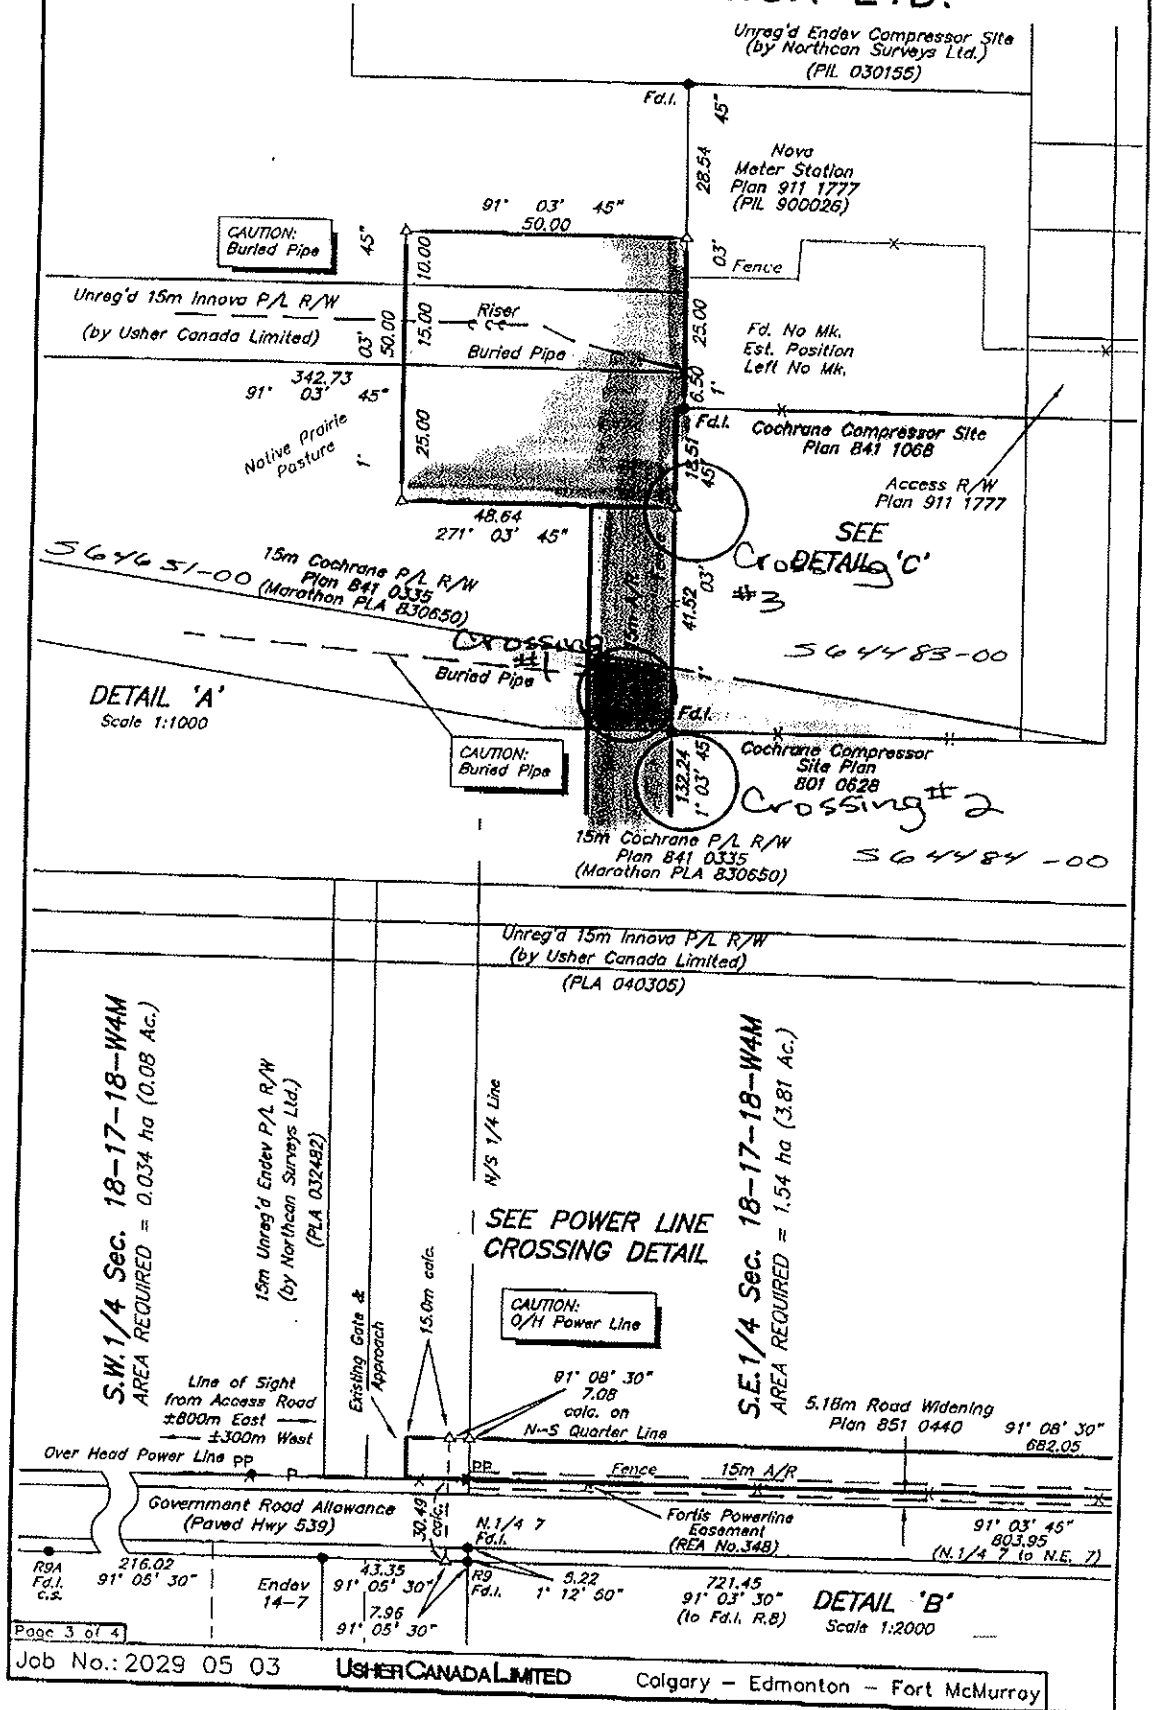 Unreg'd Endev Compressor Site
(by Northcan Surveys Ltd.)
(PIL 030155)
Fd.I.
45"
28.54
03'
Nova
Meter Station
Plan 911 1777
(PIL 900026)
91° 03' 45"
50.00
CAUTION:
Buried Pipe
45"
10.00
Fence
Unreg'd 15m Innova P/L R/W
(by Usher Canada Limited)
Riser
Buried Pipe
03'
50.00
15.00
25.00
Fd. No Mk.
Est. Position
Left No Mk.
342.73
91° 03' 45"
6.50
1°
Native Prairie
Pasture
1°
25.00
Fd.I.
Cochrane Compressor Site
Plan 841 1068
18.51
45"
Access R/W
Plan 911 1777
48.64
271° 03' 45"
SEE
DETAIL 'C'
Crossing
#3
S64631-00
15m Cochrane P/L R/W
Plan 841 0335
(Marathon PLA 830650)
15m A/R
Fence
41.52
03'
1°
S64483-00
Crossing
#1
Buried Pipe
DETAIL 'A'
Scale 1:1000
Fd.I.
CAUTION:
Buried Pipe
Cochrane Compressor
Site Plan
801 0628
132.24
1° 03' 45
Crossing #2
15m Cochrane P/L R/W
Plan 841 0335
(Marathon PLA 830650)
S64484-00
Unreg'd 15m Innova P/L R/W
(by Usher Canada Limited)
(PLA 040305)
S.W.1/4 Sec. 18-17-18-W4M
AREA REQUIRED = 0.034 ha (0.08 Ac.)
15m Unreg'd Endev P/L R/W
(by Northcan Surveys Ltd.)
(PLA 032482)
N/S 1/4 Line
S.E.1/4 Sec. 18-17-18-W4M
AREA REQUIRED = 1.54 ha (3.81 Ac.)
SEE POWER LINE
CROSSING DETAIL
CAUTION:
O/H Power Line
Existing Gate &
Approach
15.0m calc.
Line of Sight
from Access Road
±800m East
±300m West
91° 08' 30"
7.08
calc. on
N-S Quarter Line
5.18m Road Widening
Plan 851 0440
91° 08' 30"
682.05
Over Head Power Line PP
P
PP
Fence
15m A/R
Government Road Allowance
(Paved Hwy 539)
30.49
calc.
N.1/4 7
Fd.I.
Fortis Powerline
Easement
(REA No.348)
91° 03' 45"
803.95
(N.1/4 7 to N.E. 7)
R9A
Fd.I.
c.s.
216.02
91° 05' 30"
Endev
14-7
43.35
91° 05' 30"
7.96
91° 05' 30"
R9
Fd.I.
5.22
1° 12' 50"
721.45
91° 03' 30"
(to Fd.I. R.8)
DETAIL 'B'
Scale 1:2000
Page 3 of 4
Job No.: 2029 05 03
USHER CANADA LIMITED
Calgary - Edmonton - Fort McMurray